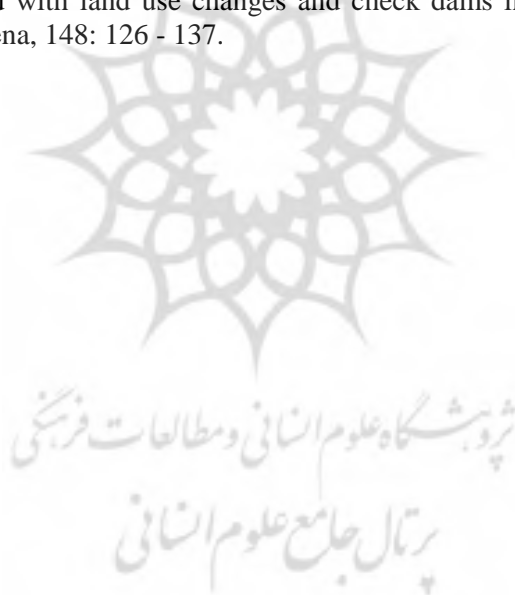 with land use changes and check dams
ena, 148: 126 - 137.
پژوهشگاه علوم انسانی و مطالعات فرهنگی
پرتال جامع علوم انسانی